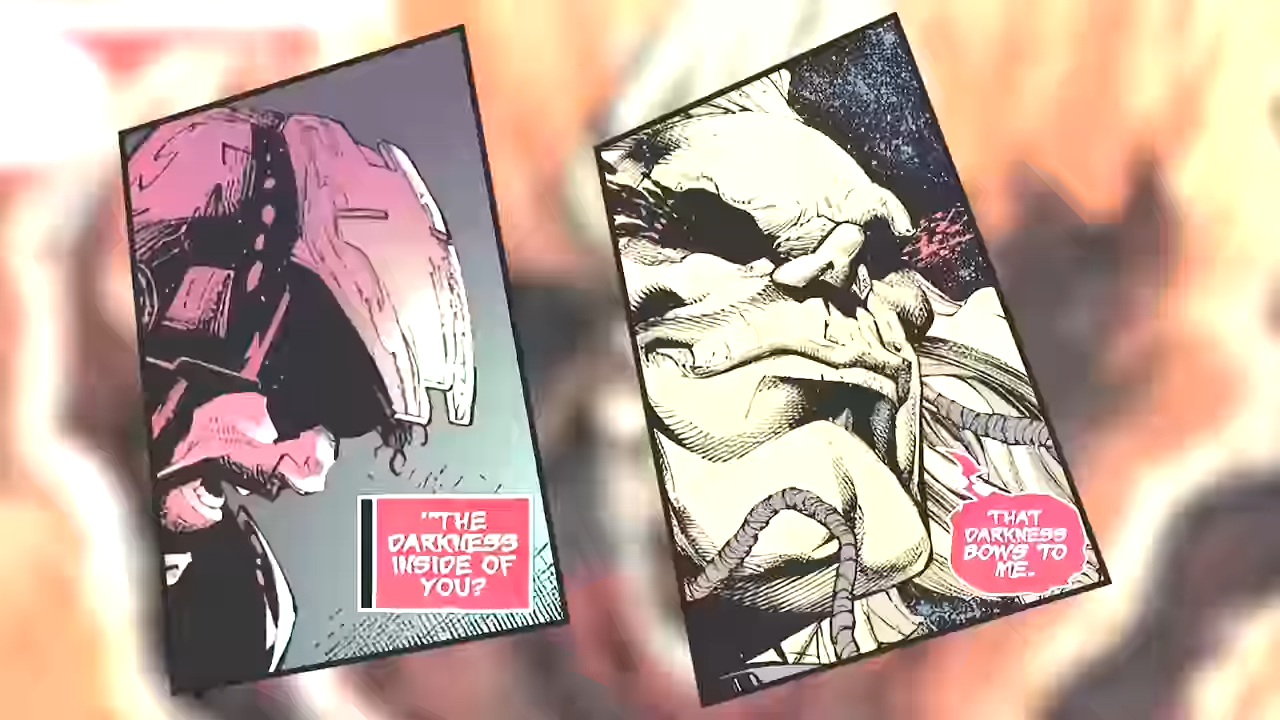 "THE
DARKNESS
INSIDE OF
YOU?
THAT
DARKNESS
BOWS TO
ME.